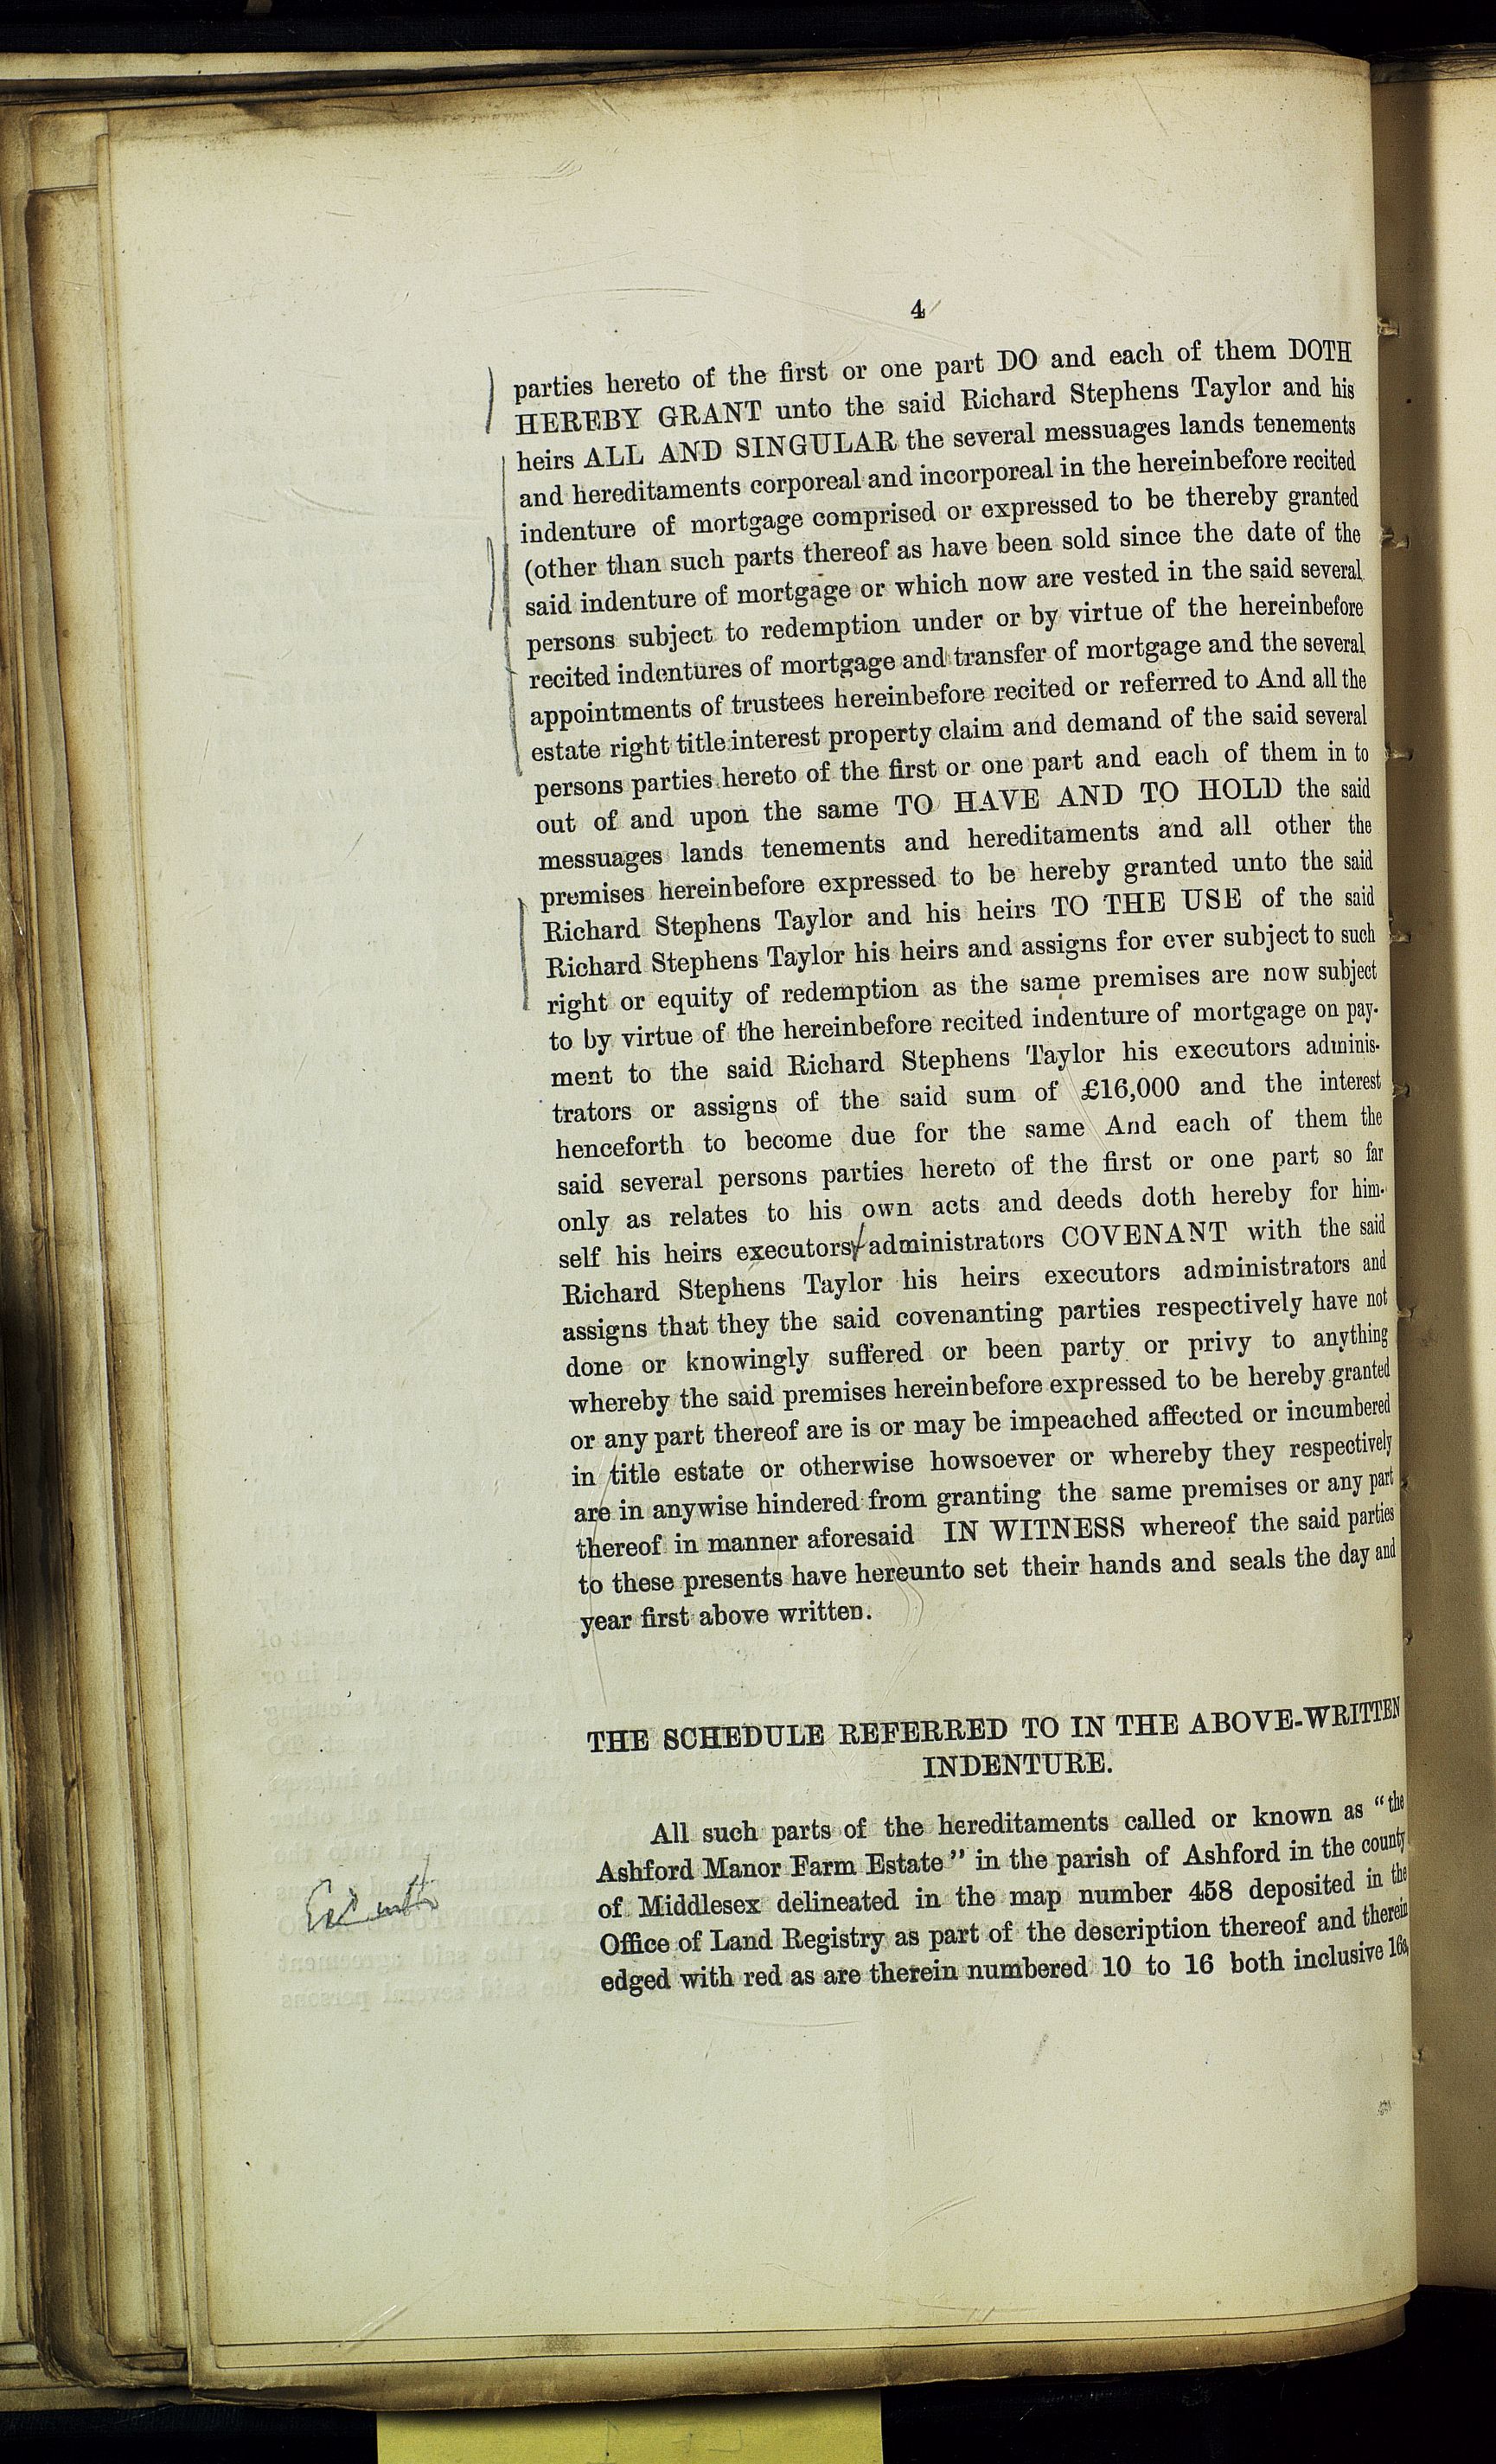 4
parties hereto of the first or one part DO and each of them DOTH
HEREBY GRANT unto the said Richard Stephens Taylor and his
heirs ALL AND SINGULAR the several messuages lands tenements
and hereditaments corporeal and incorporeal in the hereinbefore recited
indenture of mortgage comprised or expressed to be thereby granted
(other than such parts thereof as have been sold since the date of the
said indenture of mortgage or which now are vested in the said several
persons subject to redemption under or by virtue of the hereinbefore
recited indentures of mortgage and transfer of mortgage and the several
appointments of trustees hereinbefore recited or referred to And all the
estate right title interest property claim and demand of the said several
persons parties hereto of the first or one part and each of them in to
out of and upon the same TO HAVE AND TO HOLD the said
messuages lands tenements and hereditaments and all other the
premises hereinbefore expressed to be hereby granted unto the said
Richard Stephens Taylor and his heirs TO THE USE of the said
Richard Stephens Taylor his heirs and assigns for ever subject to such
right or equity of redemption as the same premises are now subject
to by virtue of the hereinbefore recited indenture of mortgage on pay-
ment to the said Richard Stephens Taylor his executors adminis-
trators or assigns of the said sum of £16,000 and the interest
henceforth to become due for the same And each of them the
said several persons parties hereto of the first or one part so far
only as relates to his own acts and deeds doth hereby for him-
self his heirs executors administrators COVENANT with the said
Richard Stephens Taylor his heirs executors administrators and
assigns that they the said covenanting parties respectively have not
done or knowingly suffered or been party or privy to anything
whereby the said premises hereinbefore expressed to be hereby granted
or any part thereof are is or may be impeached affected or incumbered
in title estate or otherwise howsoever or whereby they respectively
are in anywise hindered from granting the same premises or any part
thereof in manner aforesaid IN WITNESS whereof the said parties
to these presents have hereunto set their hands and seals the day and
year first above written.
THE SCHEDULE REFERRED TO IN THE ABOVE-WRITTEN
INDENTURE.
All such parts of the hereditaments called or known as "the
Ashford Manor Farm Estate" in the parish of Ashford in the county
of Middlesex delineated in the map number 458 deposited in the
Office of Land Registry as part of the description thereof and therein
edged with red as are therein numbered 10 to 16 both inclusive 16a,